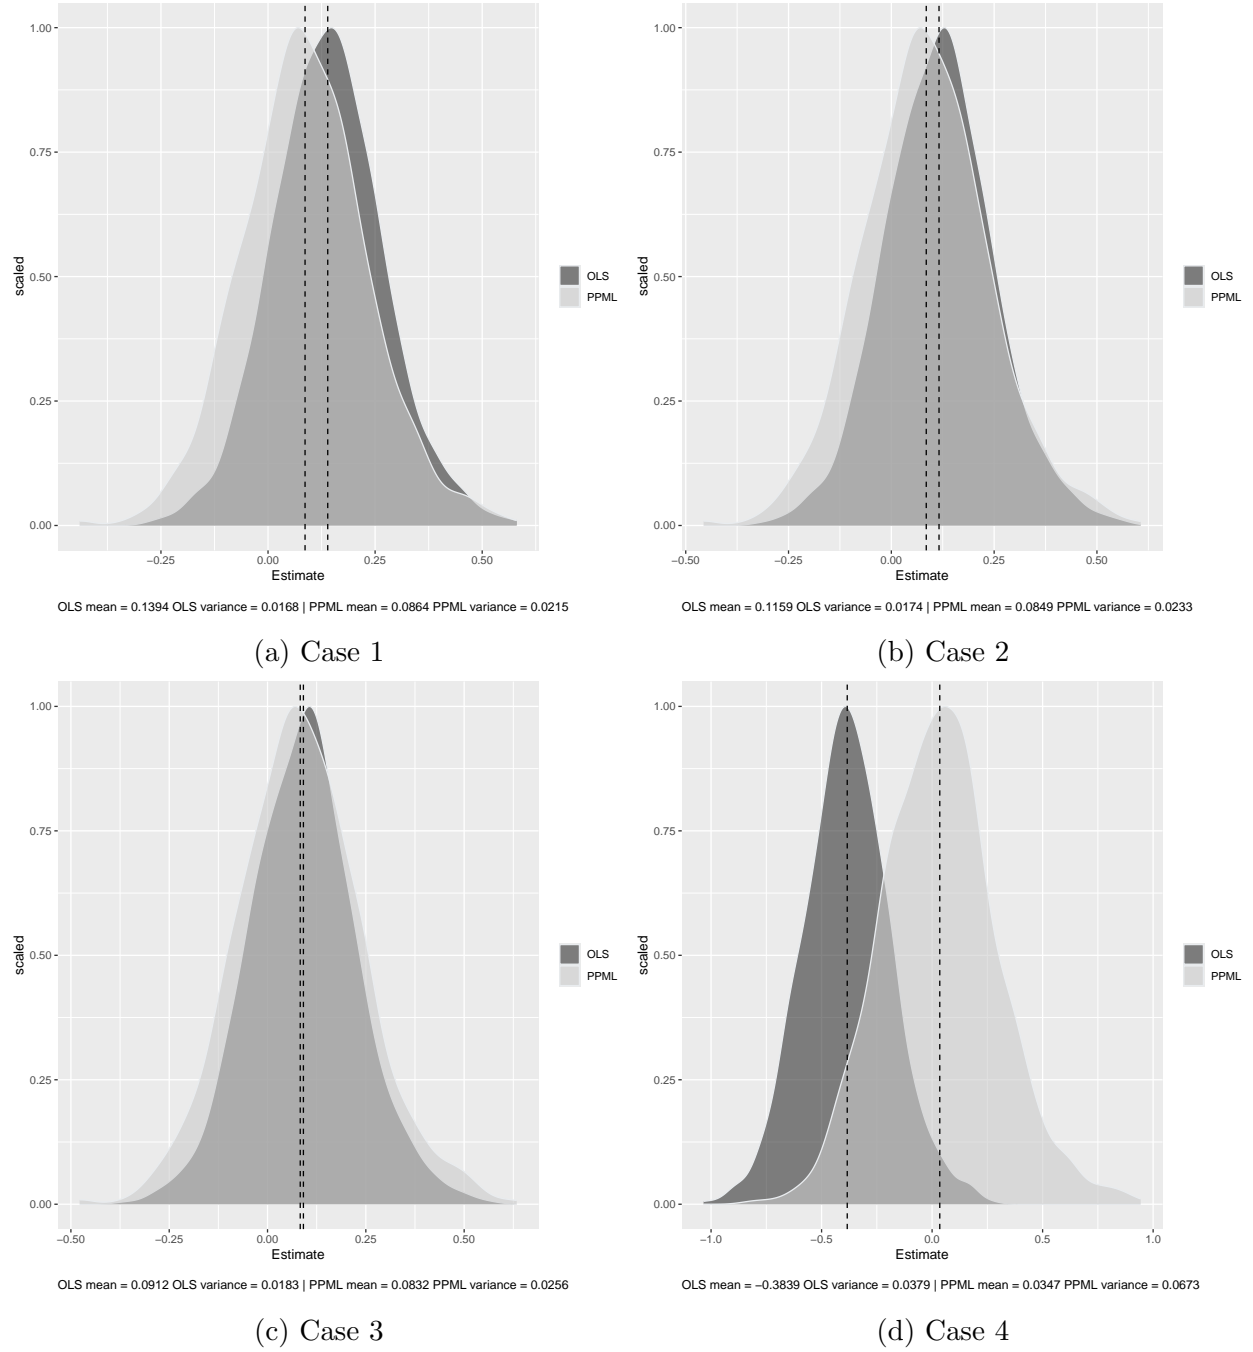 1.00
0.75
0.50
0.25
0.00
scaled
−0.25 0.00 0.25 0.50
Estimate
OLS
PPML
OLS mean = 0.1394 OLS variance = 0.0168 | PPML mean = 0.0864 PPML variance = 0.0215
(a) Case 1
1.00
0.75
0.50
0.25
0.00
scaled
−0.50 −0.25 0.00 0.25 0.50
Estimate
OLS
PPML
OLS mean = 0.1159 OLS variance = 0.0174 | PPML mean = 0.0849 PPML variance = 0.0233
(b) Case 2
1.00
0.75
0.50
0.25
0.00
scaled
−0.50 −0.25 0.00 0.25 0.50
Estimate
OLS
PPML
OLS mean = 0.0912 OLS variance = 0.0183 | PPML mean = 0.0832 PPML variance = 0.0256
(c) Case 3
1.00
0.75
0.50
0.25
0.00
scaled
−1.0 −0.5 0.0 0.5 1.0
Estimate
OLS
PPML
OLS mean = −0.3839 OLS variance = 0.0379 | PPML mean = 0.0347 PPML variance = 0.0673
(d) Case 4